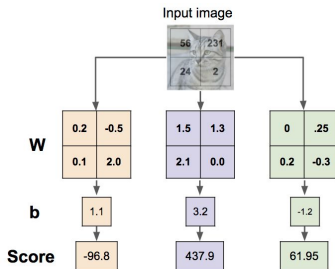 Input image
56 231
24 2
W
0.2 -0.5 1.5 1.3 0 .25
0.1 2.0 2.1 0.0 0.2 -0.3
b 1.1 3.2 -1.2
Score -96.8 437.9 61.95